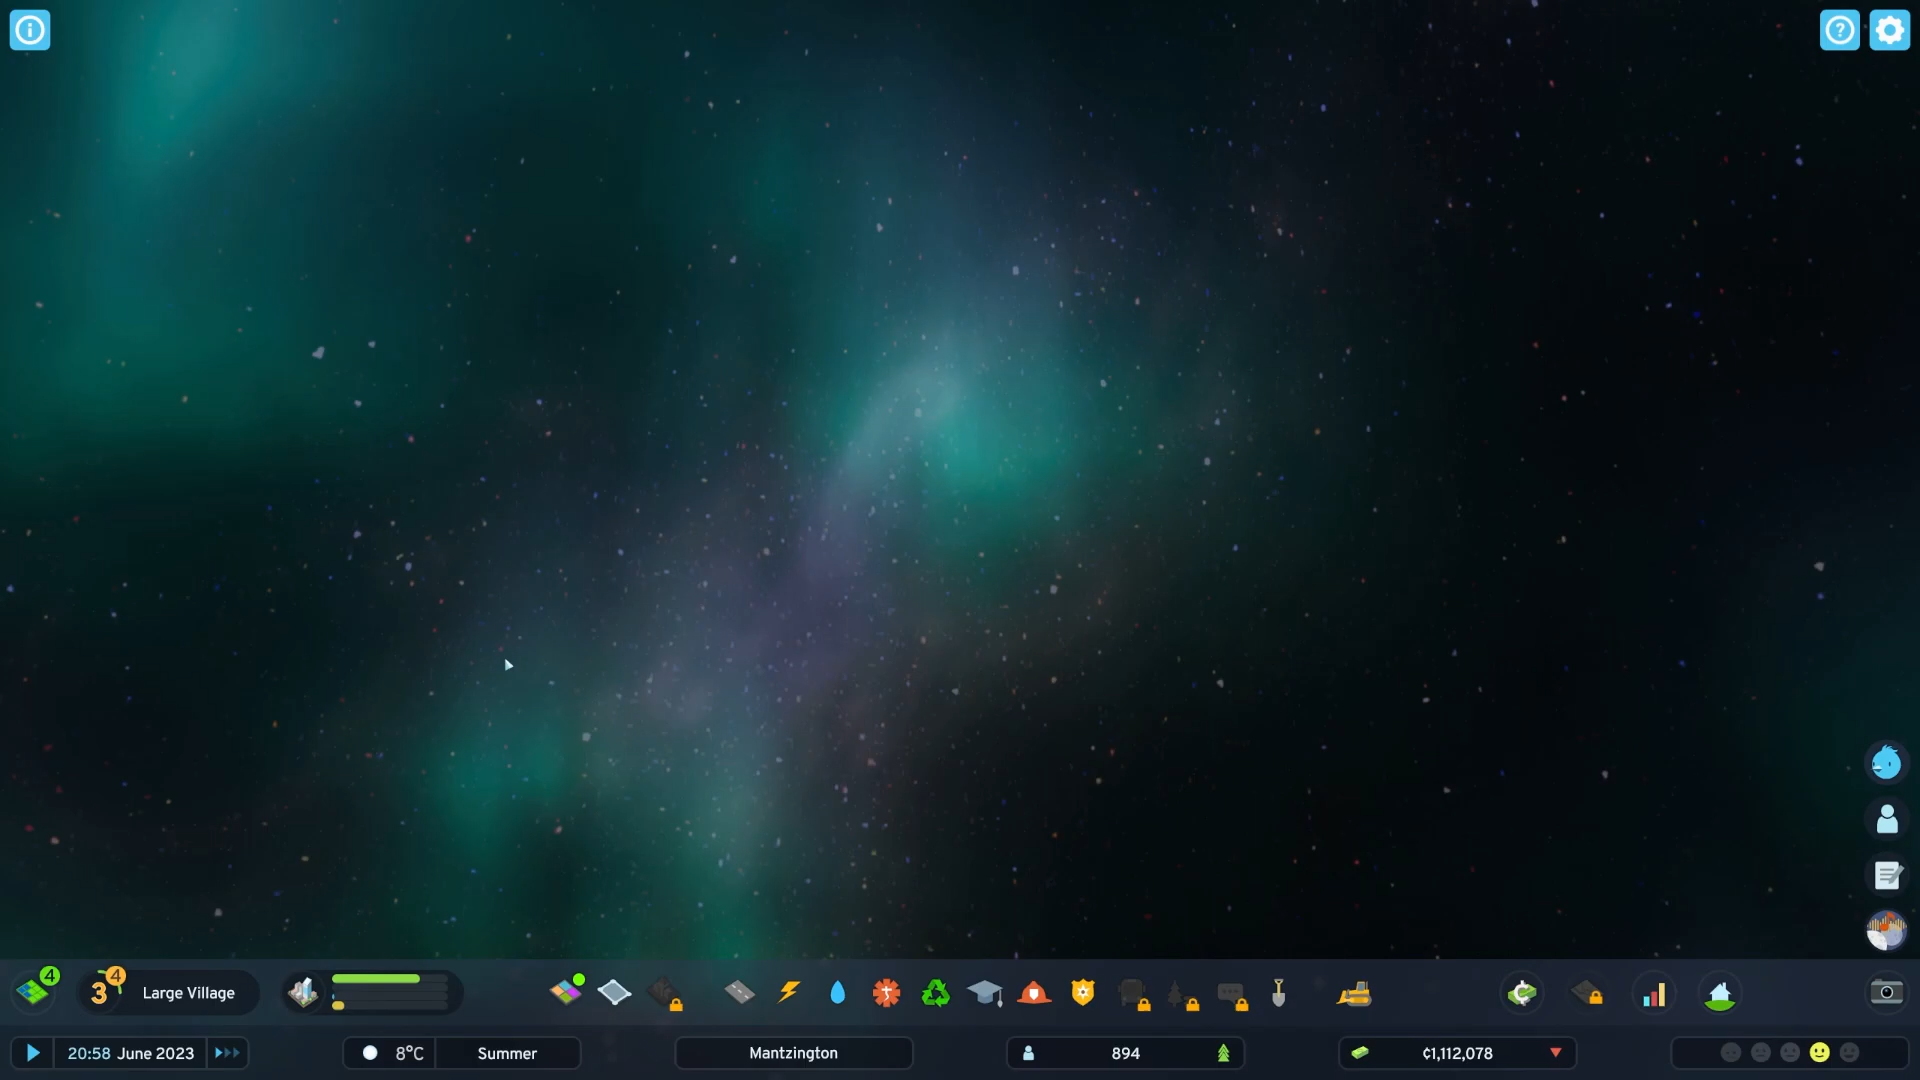 4
3
4
Large Village
20:58 June 2023
8°C
Summer
Mantzington
894
¢1,112,078